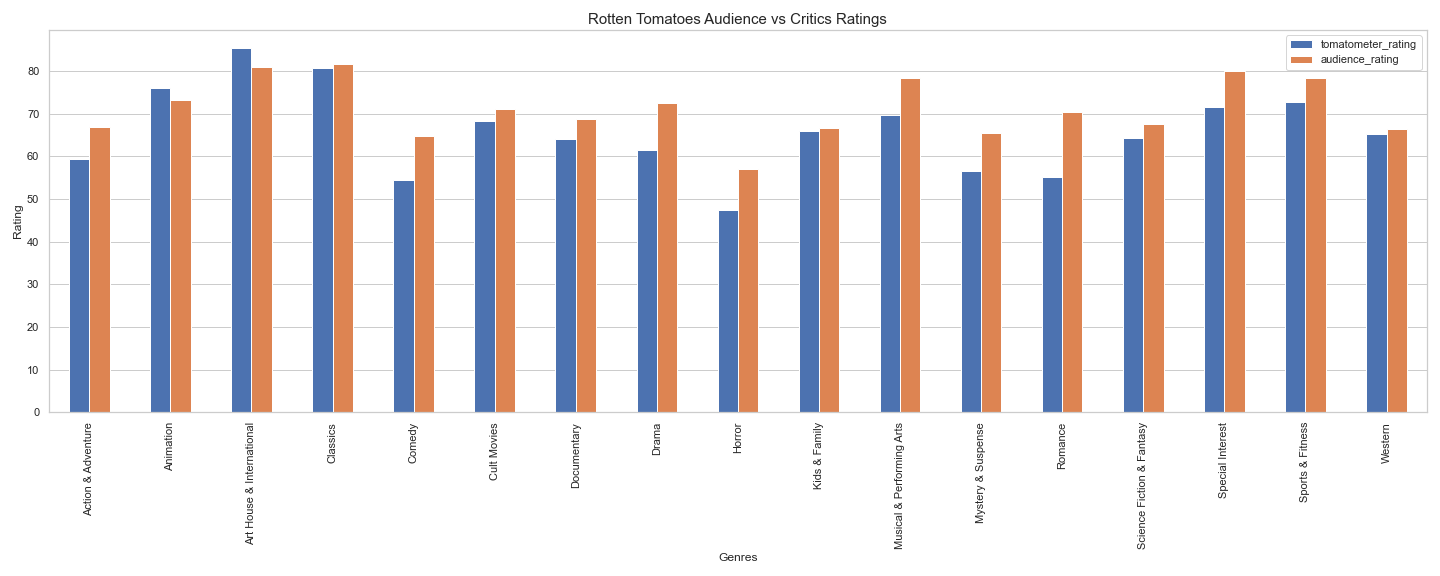 Rotten Tomatoes Audience vs Critics Ratings
tomatometer_rating
audience_rating
Rating
80
70
60
50
40
30
20
10
0
Action & Adventure
Animation
Art House & International
Classics
Comedy
Cult Movies
Documentary
Drama
Horror
Kids & Family
Musical & Performing Arts
Mystery & Suspense
Romance
Science Fiction & Fantasy
Special Interest
Sports & Fitness
Western
Genres